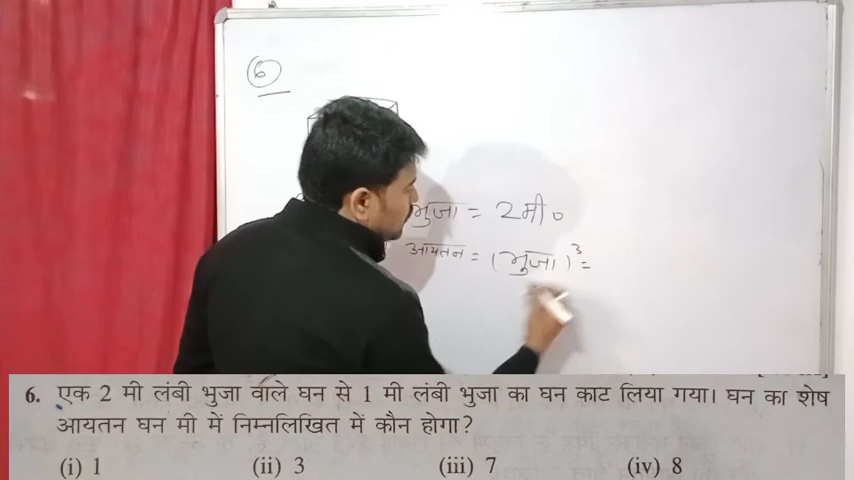 6
भुजा = 2मी०
आयतन = (भुजा)³ =
6. एक 2 मी लंबी भुजा वाले घन से 1 मी लंबी भुजा का घन काट लिया गया। घन का शेष
आयतन घन मी में निम्नलिखित में कौन होगा?
(i) 1 (ii) 3 (iii) 7 (iv) 8